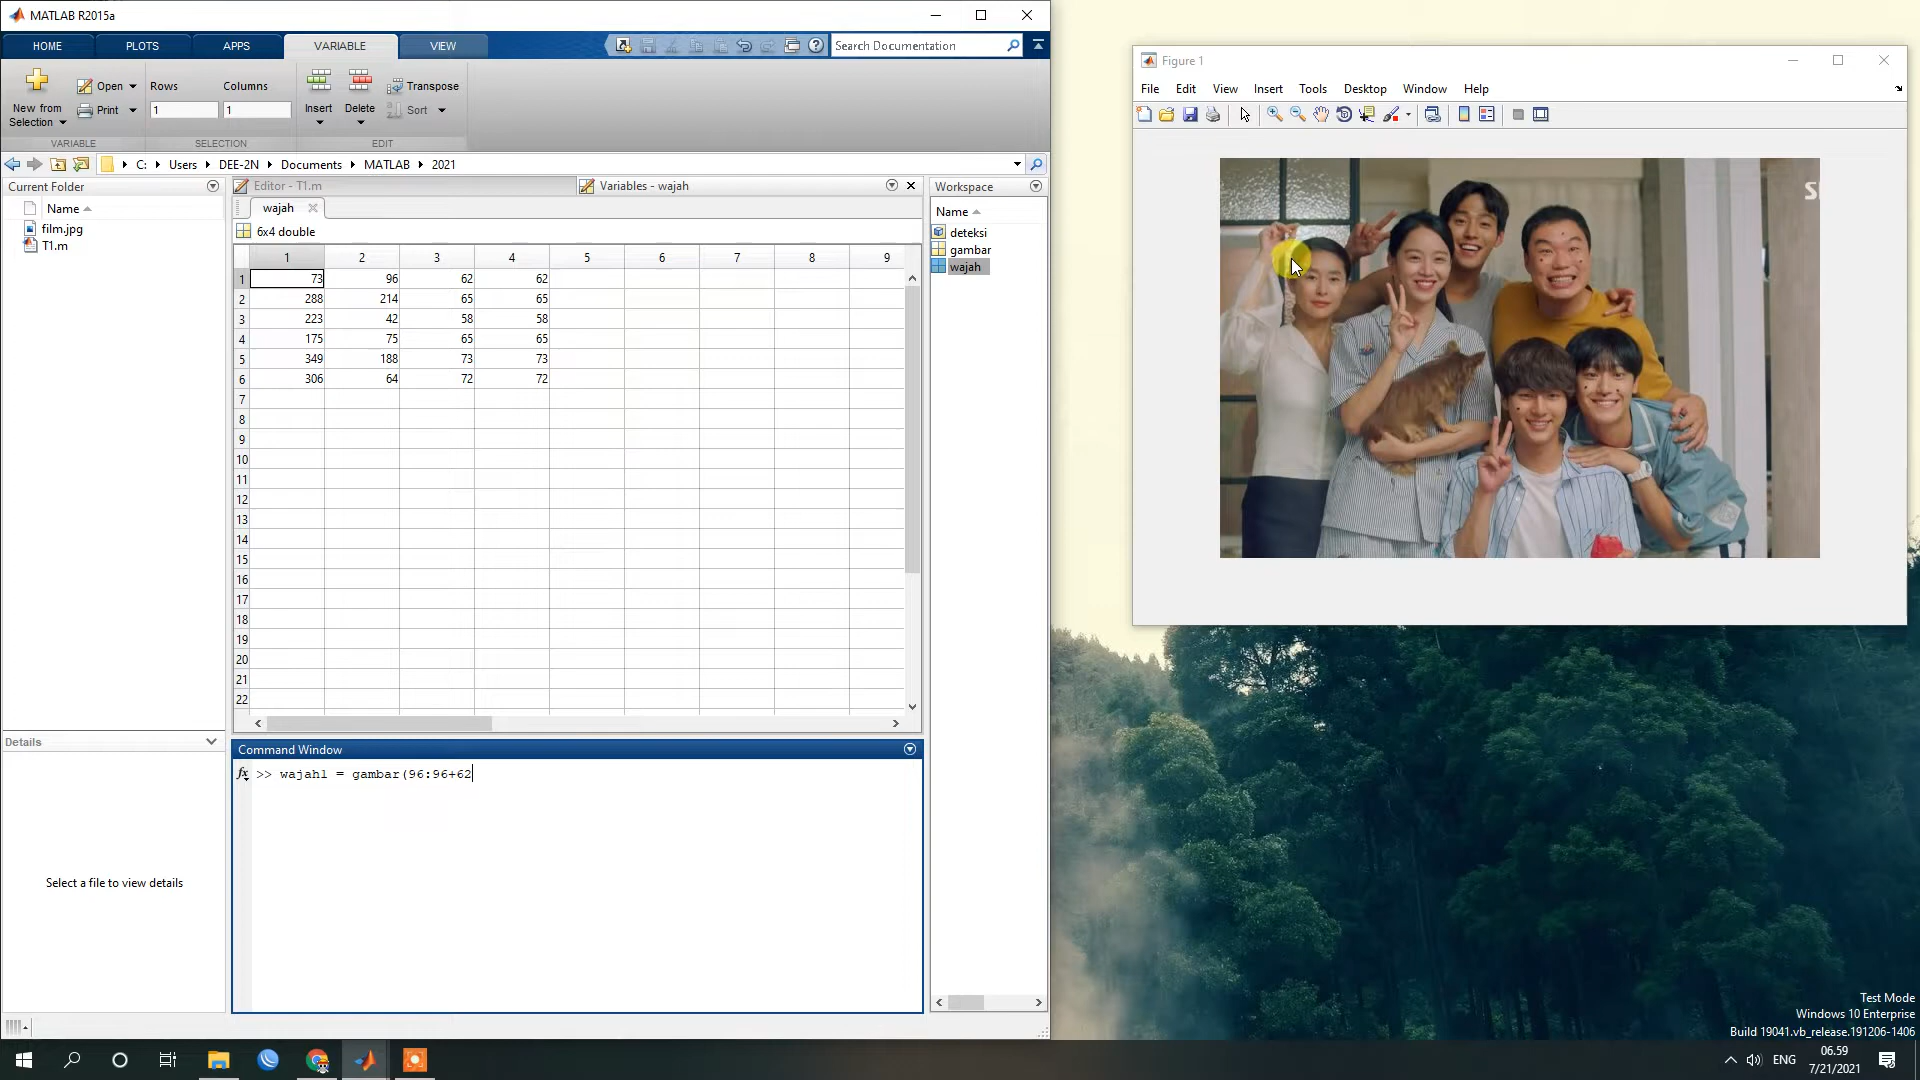 MATLAB R2015a
HOME PLOTS APPS VARIABLE VIEW
Search Documentation
New from
Selection
Open
Print
Rows Columns
1 1
Insert
Delete
Transpose
Sort
VARIABLE SELECTION EDIT
C: Users DEE-2N Documents MATLAB 2021
Current Folder
Name
film.jpg
T1.m
Details
Select a file to view details
Editor - T1.m
Variables - wajah
wajah
6x4 double
1 2 3 4 5 6 7 8 9
1 73 96 62 62
2 288 214 65 65
3 223 42 58 58
4 175 75 65 65
5 349 188 73 73
6 306 64 72 72
7
8
9
10
11
12
13
14
15
16
17
18
19
20
21
22
Command Window
fx >> wajah1 = gambar(96:96+62
Workspace
Name
deteksi
gambar
wajah
Figure 1
File Edit View Insert Tools Desktop Window Help
Test Mode
Windows 10 Enterprise
Build 19041.vb_release.191206-1406
ENG
06.59
7/21/2021